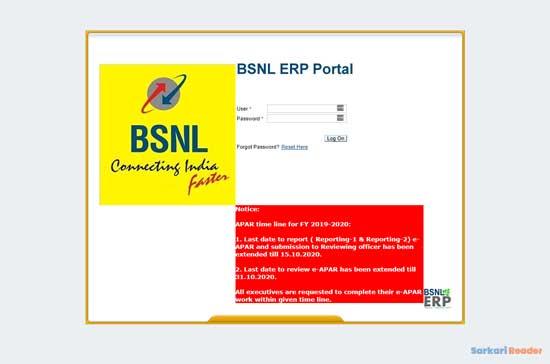 BSNL ERP Portal
BSNL
Connecting India
Faster
User *
Password *
Log On
Forgot Password? Reset Here
Notice:
APAR time line for FY 2019-2020:
1. Last date to report ( Reporting-1 & Reporting-2) e-
APAR and submission to Reviewing officer has been
extended till 15.10.2020.
2. Last date to review e-APAR has been extended till
31.10.2020.
All executives are requested to complete their e-APAR
work within given time line.
BSNL
ERP
Sarkari Reader